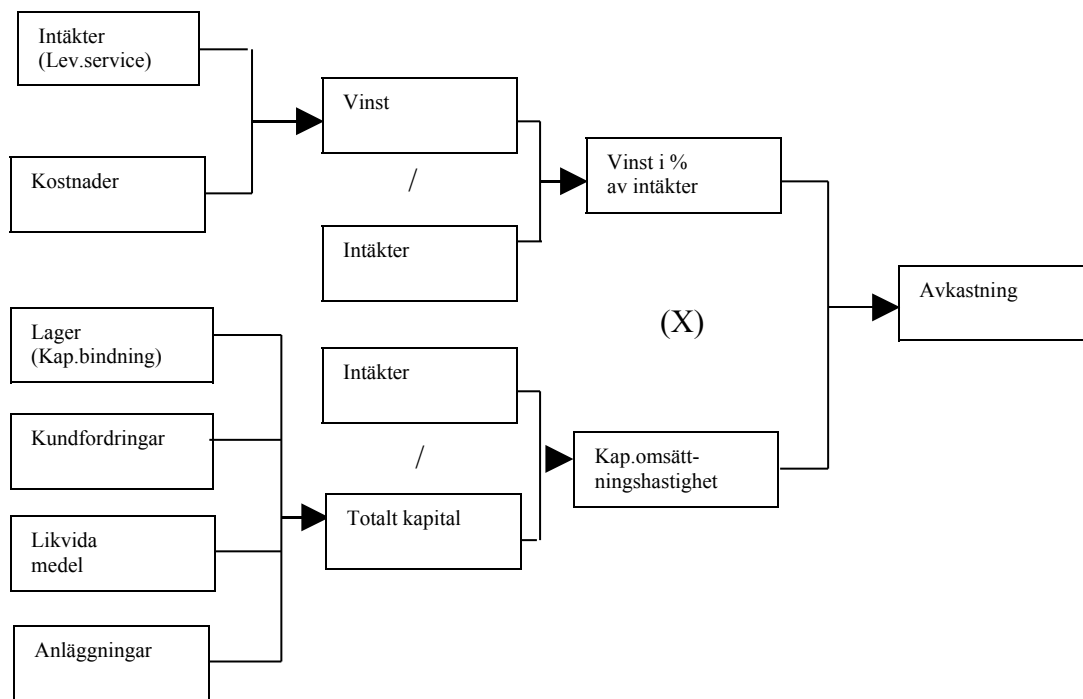 Intäkter
(Lev.service)
Kostnader
Vinst
/
Intäkter
Vinst i %
av intäkter
Lager
(Kap.bindning)
Kundfordringar
Likvida
medel
Anläggningar
Intäkter
/
Totalt kapital
Kap.omsätt-
ningshastighet
(X)
Avkastning